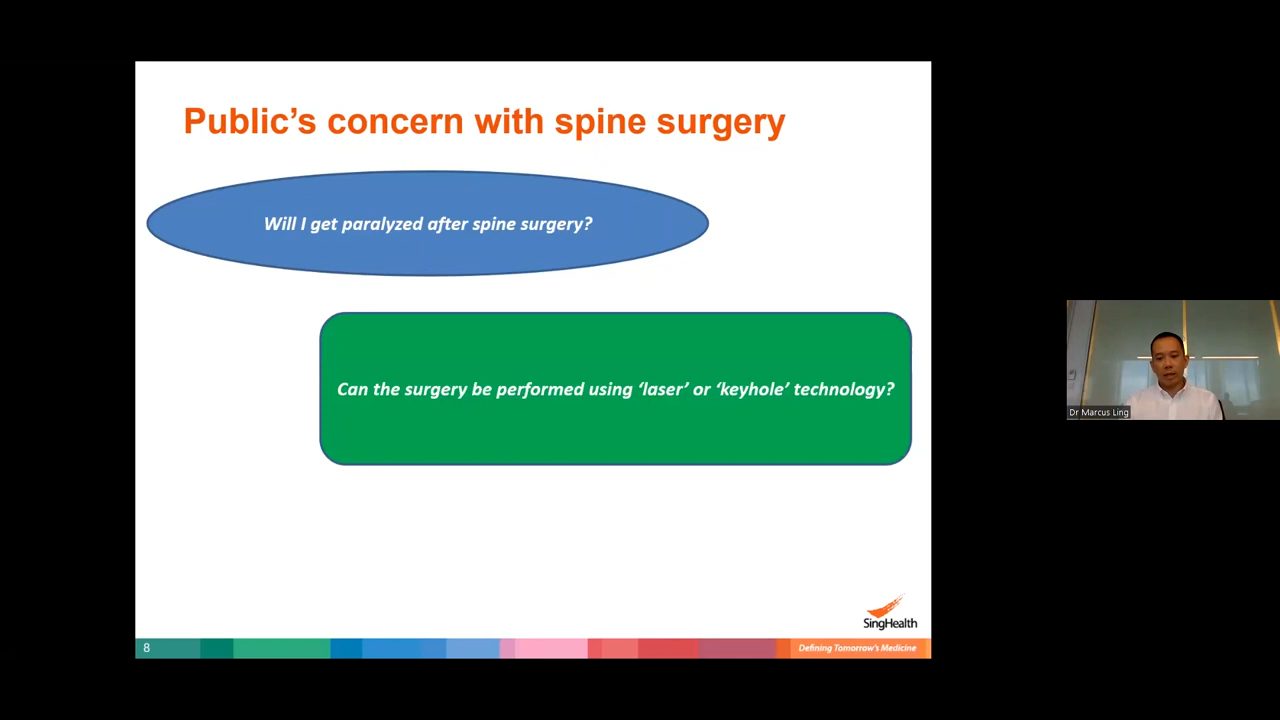 Public's concern with spine surgery
Will I get paralyzed after spine surgery?
Can the surgery be performed using ‘laser’ or ‘keyhole’ technology?
Dr Marcus Ling
SingHealth
8
Defining Tomorrow's Medicine